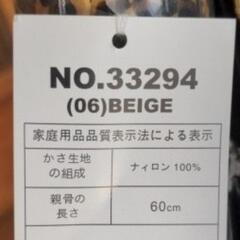 NO.33294
(06)BEIGE
家庭用品品質表示法による表示
かさ生地
の組成
ナイロン 100%
親骨の
長さ
60cm